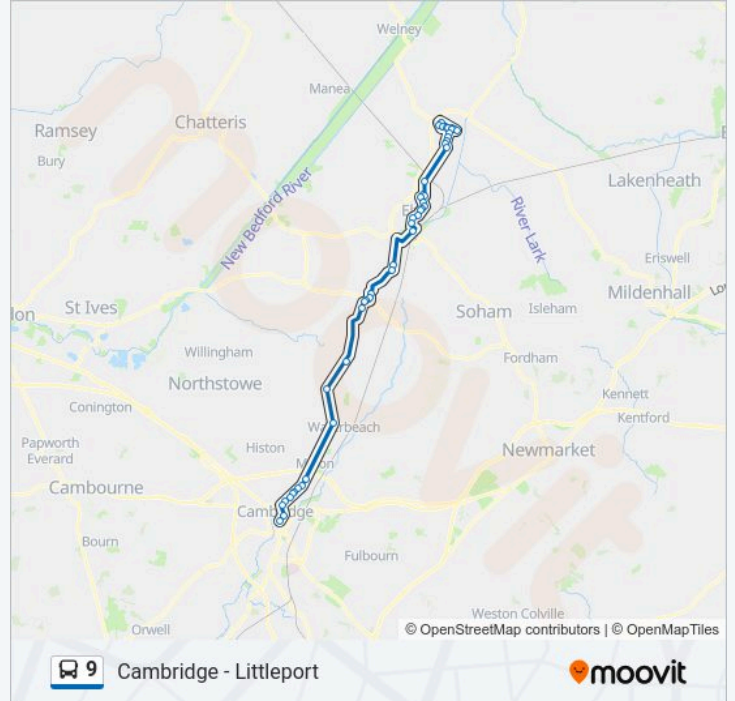 Welney
Manea
Ramsey
Chatteris
Bury
New Bedford River
Lakenheath
River Lark
Eriswell
Mildenhall
St Ives
Soham
Isleham
Willingham
Fordham
Northstowe
Kennett
Conington
Kentford
Waterbeach
Papworth
Everard
Histon
Milton
Newmarket
Cambourne
Cambridge
Bourn
Fulbourn
Weston Colville
Orwell
© OpenStreetMap contributors | © OpenMapTiles
moovit
9 Cambridge - Littleport
moovit